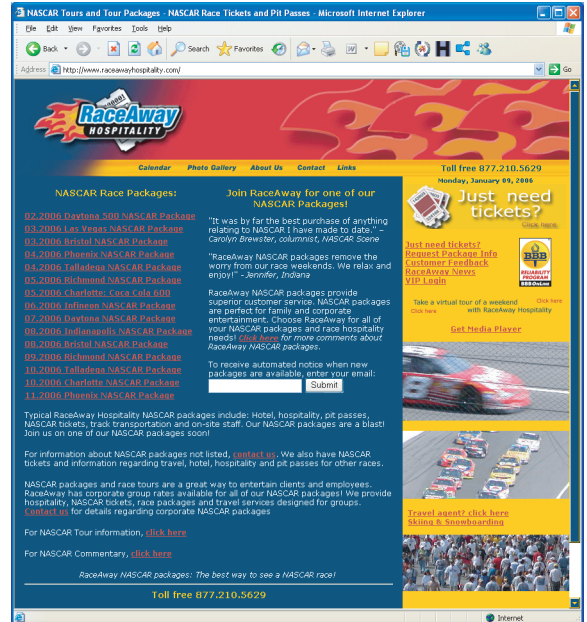 NASCAR Tours and Tour Packages - NASCAR Race Tickets and Pit Passes - Microsoft Internet Explorer
File Edit View Favorites Tools Help
Back Search Favorites
Address http://www.raceawayhospitality.com/ Go
RaceAway
HOSPITALITY
Calendar Photo Gallery About Us Contact Links
Toll free 877.210.5629
Monday, January 09, 2006
NASCAR Race Packages:
02.2006 Daytona 500 NASCAR Package
03.2006 Las Vegas NASCAR Package
03.2006 Bristol NASCAR Package
04.2006 Phoenix NASCAR Package
04.2006 Talladega NASCAR Package
05.2006 Richmond NASCAR Package
05.2006 Charlotte: Coca Cola 600
06.2006 Infineon NASCAR Package
07.2006 Daytona NASCAR Package
08.2006 Indianapolis NASCAR Package
08.2006 Bristol NASCAR Package
09.2006 Richmond NASCAR Package
10.2006 Talladega NASCAR Package
10.2006 Charlotte NASCAR Package
11.2006 Phoenix NASCAR Package
Join RaceAway for one of our
NASCAR Packages!
"It was by far the best purchase of anything
relating to NASCAR I have made to date." –
Carolyn Brewster, columnist, NASCAR Scene
"RaceAway NASCAR packages remove the
worry from our race weekends. We relax and
enjoy!" - Jennifer, Indiana
RaceAway NASCAR packages provide
superior customer service. NASCAR packages
are perfect for family and corporate
entertainment. Choose RaceAway for all of
your NASCAR packages and race hospitality
needs! Click here for more comments about
RaceAway NASCAR packages.
To receive automated notice when new
packages are available, enter your email:
Submit
Typical RaceAway Hospitality NASCAR packages include: Hotel, hospitality, pit passes,
NASCAR tickets, track transportation and on-site staff. Our NASCAR packages are a blast!
Join us on one of our NASCAR packages soon!
For information about NASCAR packages not listed, contact us. We also have NASCAR
tickets and information regarding travel, hotel, hospitality and pit passes for other races.
NASCAR packages and race tours are a great way to entertain clients and employees.
RaceAway has corporate group rates available for all of our NASCAR packages! We provide
hospitality, NASCAR tickets, race packages and travel services designed for groups.
Contact us for details regarding corporate NASCAR packages
For NASCAR Tour information, click here
For NASCAR Commentary, click here
RaceAway NASCAR packages: The best way to see a NASCAR race!
Toll free 877.210.5629
Just need
tickets?
Click here
Just need tickets?
Request Package Info
Customer Feedback
RaceAway News
VIP Login
BBB
RELIABILITY
PROGRAM
BBBOnLine
Take a virtual tour of a weekend Click here
Click here with RaceAway Hospitality
Get Media Player
Travel agent? click here
Skiing & Snowboarding
Internet